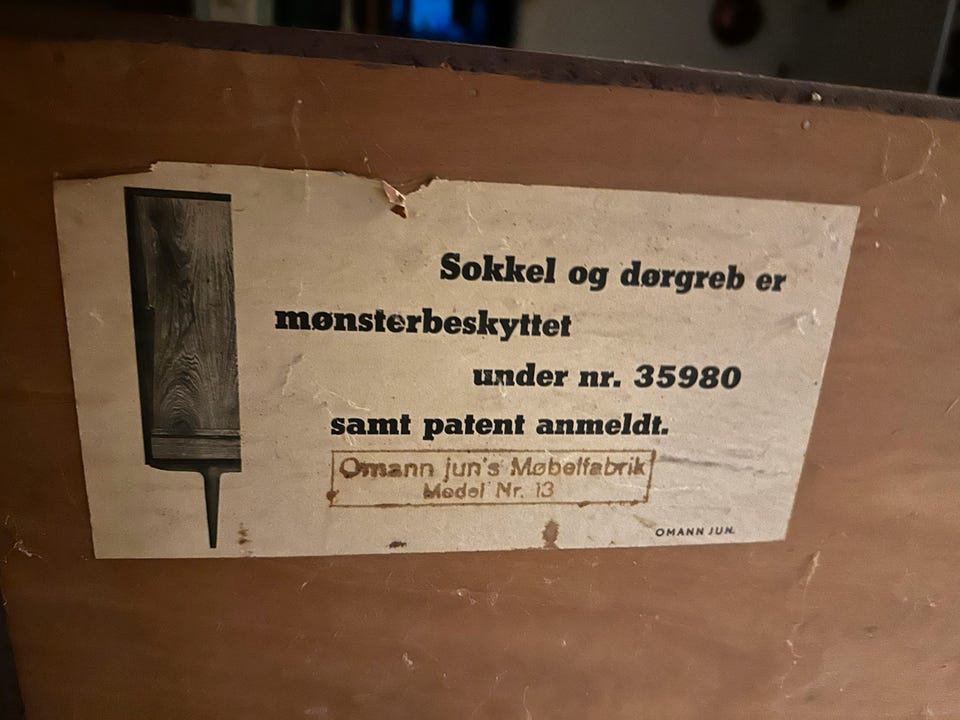 Sokkel og dørgreb er
mønsterbeskyttet
under nr. 35980
samt patent anmeldt.
Omann jun's Møbelfabrik
Model Nr. 13
OMANN JUN.